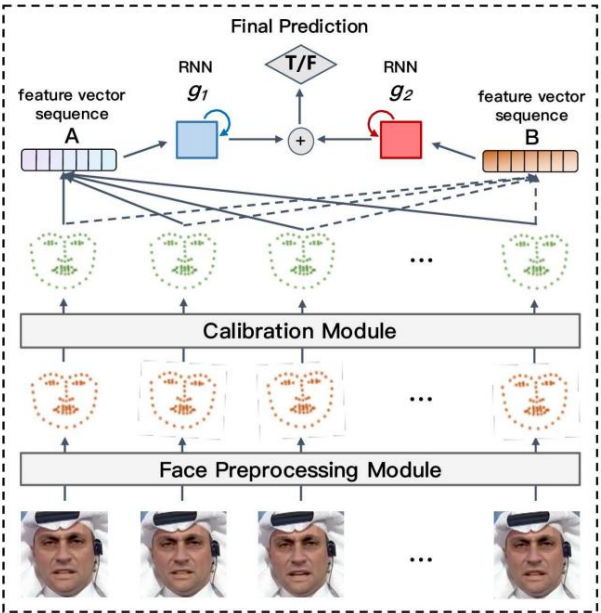 Final Prediction
T/F
RNN
g1
RNN
g2
feature vector
sequence
A
feature vector
sequence
B
+
...
Calibration Module
...
Face Preprocessing Module
...